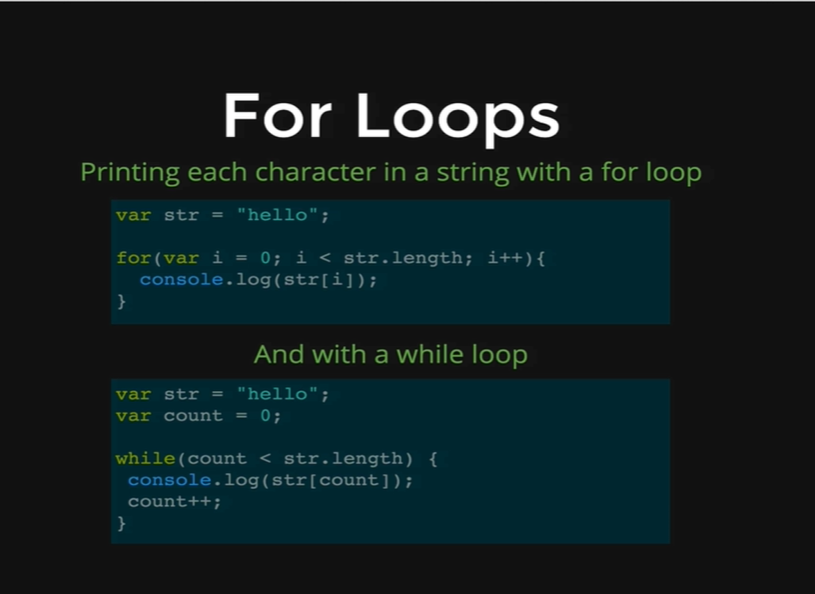 For Loops
Printing each character in a string with a for loop
var str = "hello";
for(var i = 0; i < str.length; i++){
  console.log(str[i]);
}
And with a while loop
var str = "hello";
var count = 0;
while(count < str.length) {
 console.log(str[count]);
 count++;
}